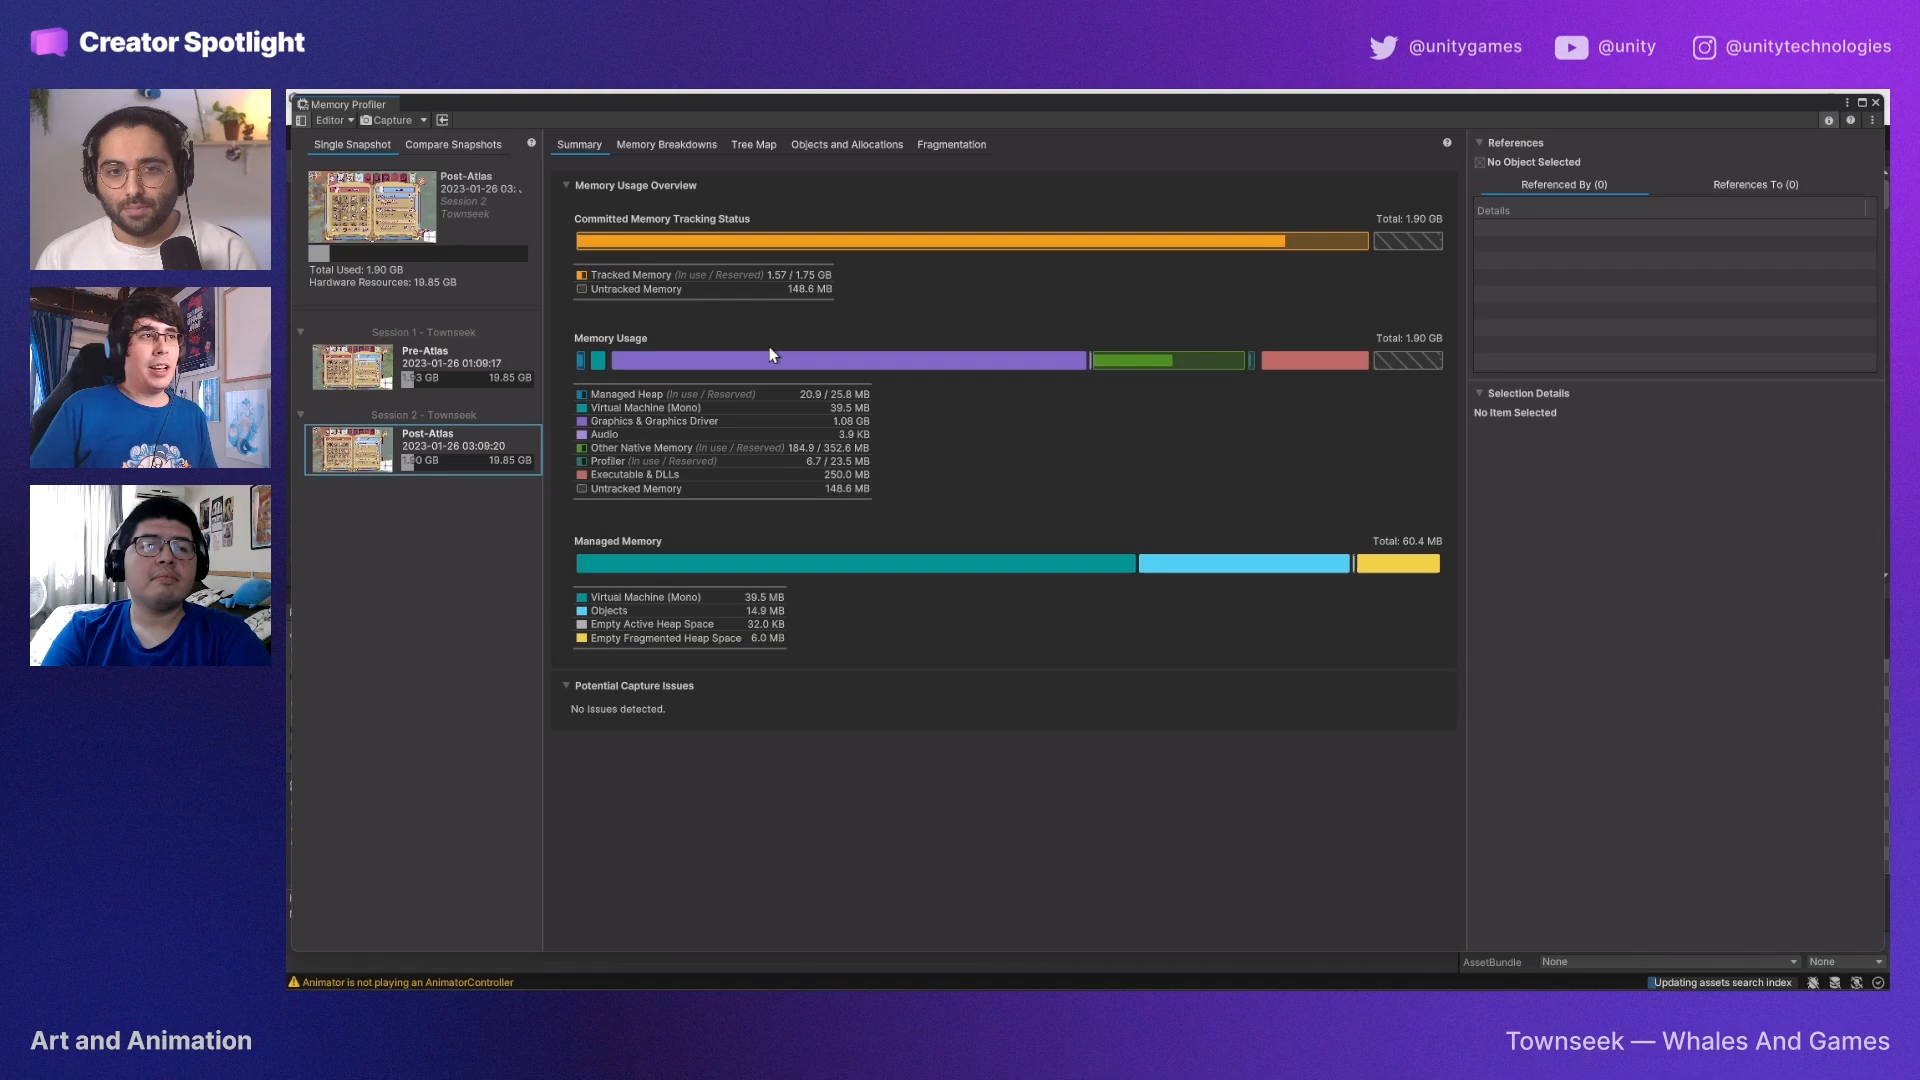 Creator Spotlight
@unitygames
@unity
@unitytechnologies
Memory Profiler
Editor
Capture
Single Snapshot
Compare Snapshots
Post-Atlas
2023-01-26 03:
Session 2
Townseek
Total Used: 1.90 GB
Hardware Resources: 19.85 GB
Session 1 - Townseek
Pre-Atlas
2023-01-26 01:09:17
1.93 GB
19.85 GB
Session 2 - Townseek
Post-Atlas
2023-01-26 03:09:20
1.90 GB
19.85 GB
Summary
Memory Breakdowns
Tree Map
Objects and Allocations
Fragmentation
Memory Usage Overview
Committed Memory Tracking Status
Total: 1.90 GB
Tracked Memory (In use / Reserved) 1.57 / 1.75 GB
Untracked Memory 148.6 MB
Memory Usage
Total: 1.90 GB
Managed Heap (In use / Reserved) 20.9 / 25.8 MB
Virtual Machine (Mono) 39.5 MB
Graphics & Graphics Driver 1.08 GB
Audio 3.9 KB
Other Native Memory (In use / Reserved) 184.9 / 352.6 MB
Profiler (In use / Reserved) 6.7 / 23.5 MB
Executable & DLLs 250.0 MB
Untracked Memory 148.6 MB
Managed Memory
Total: 60.4 MB
Virtual Machine (Mono) 39.5 MB
Objects 14.9 MB
Empty Active Heap Space 32.0 KB
Empty Fragmented Heap Space 6.0 MB
Potential Capture Issues
No Issues detected.
References
No Object Selected
Referenced By (0)
References To (0)
Details
Selection Details
No Item Selected
AssetBundle
None
None
Animator is not playing an AnimatorController
Updating assets search index
Art and Animation
Townseek — Whales And Games